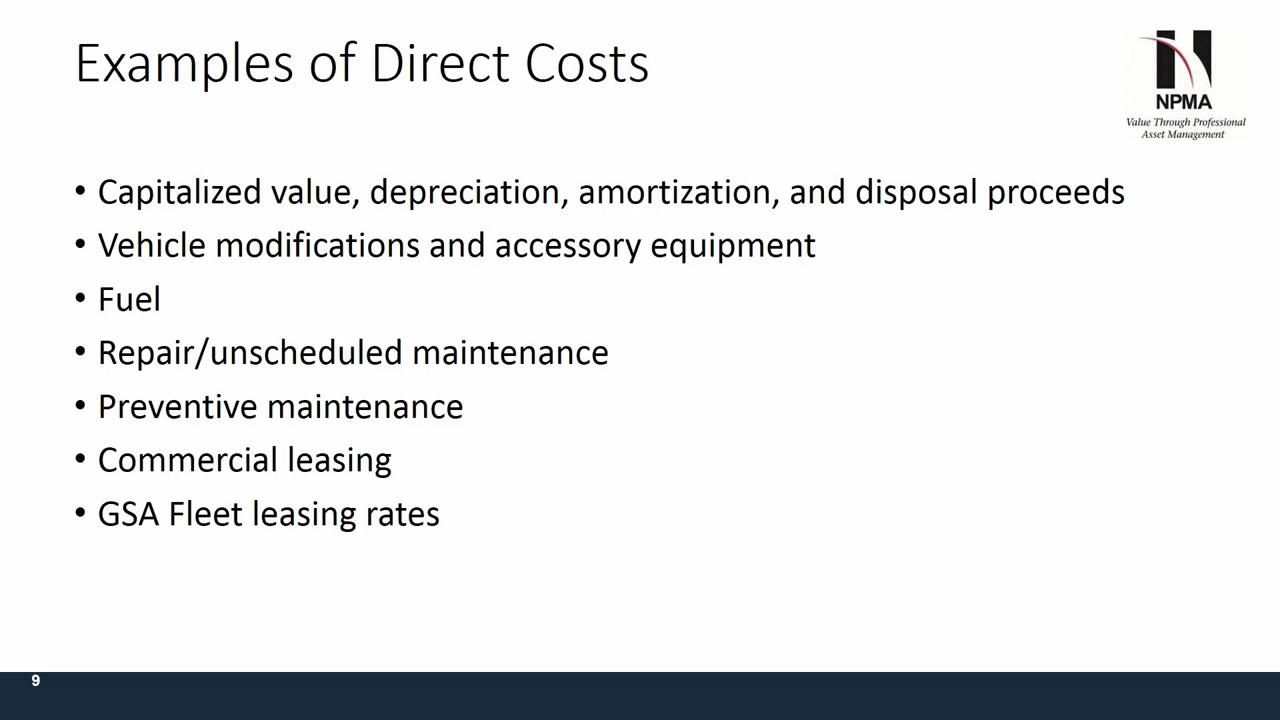 Examples of Direct Costs
NPMA
Value Through Professional
Asset Management
• Capitalized value, depreciation, amortization, and disposal proceeds
• Vehicle modifications and accessory equipment
• Fuel
• Repair/unscheduled maintenance
• Preventive maintenance
• Commercial leasing
• GSA Fleet leasing rates
9